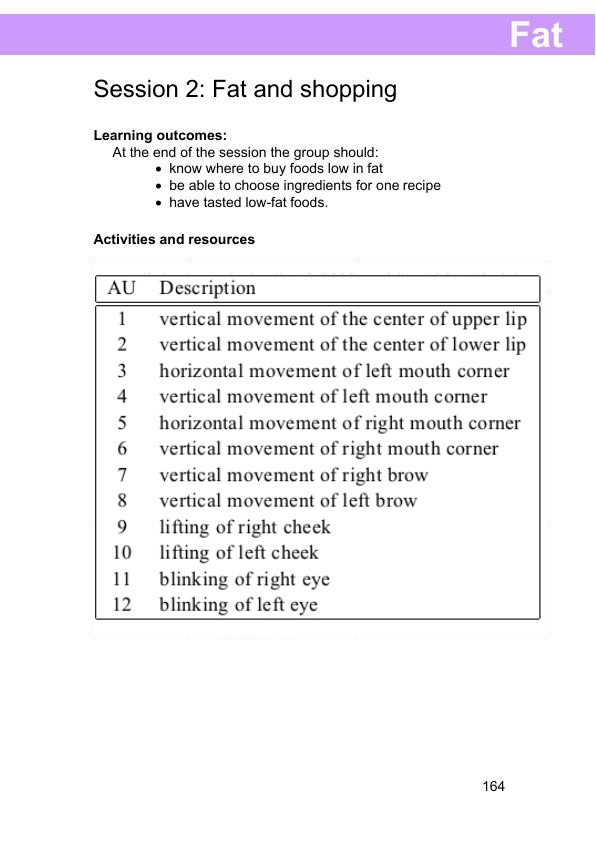 Fat
Session 2: Fat and shopping
Learning outcomes:
At the end of the session the group should:
• know where to buy foods low in fat
• be able to choose ingredients for one recipe
• have tasted low-fat foods.
Activities and resources
AU Description
1 vertical movement of the center of upper lip
2 vertical movement of the center of lower lip
3 horizontal movement of left mouth corner
4 vertical movement of left mouth corner
5 horizontal movement of right mouth corner
6 vertical movement of right mouth corner
7 vertical movement of right brow
8 vertical movement of left brow
9 lifting of right cheek
10 lifting of left cheek
11 blinking of right eye
12 blinking of left eye
164